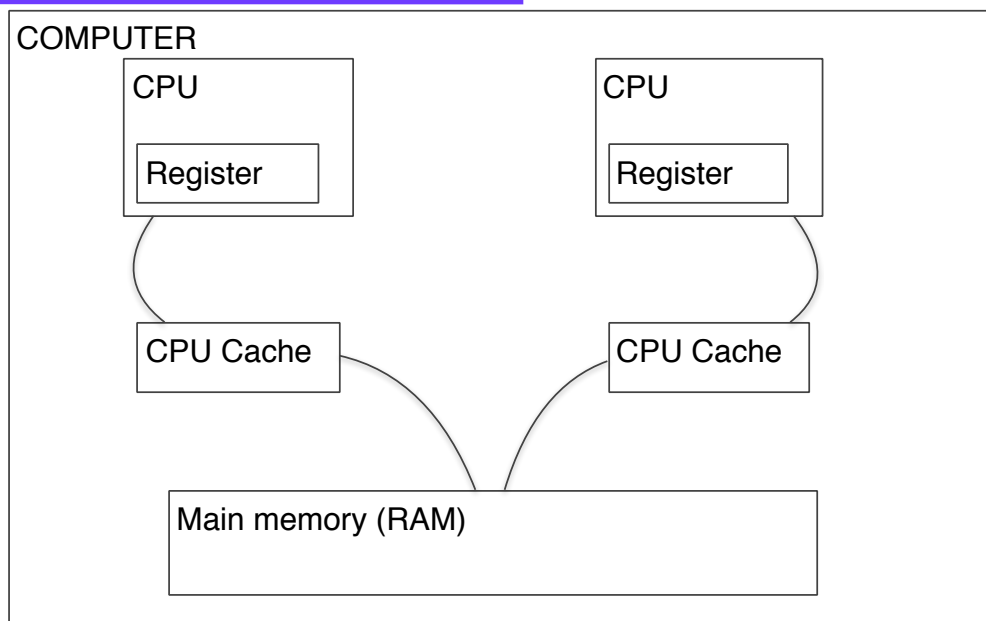 COMPUTER
CPU
Register
CPU
Register
CPU Cache
CPU Cache
Main memory (RAM)